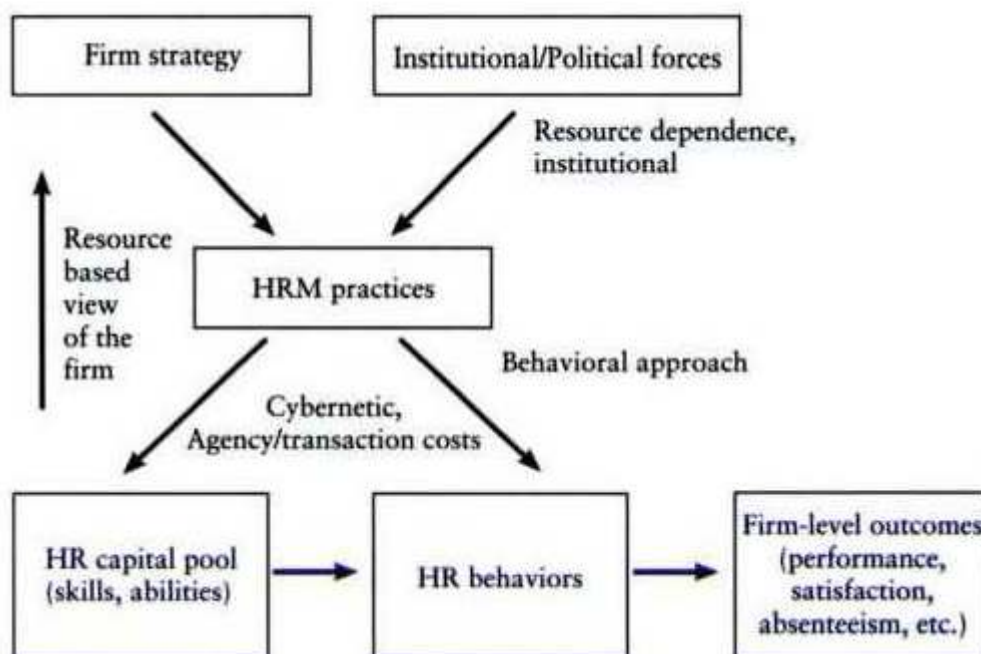 Firm strategy
Institutional/Political forces
Resource dependence,
institutional
Resource
based
view
of the
firm
HRM practices
Behavioral approach
Cybernetic,
Agency/transaction costs
HR capital pool
(skills, abilities)
HR behaviors
Firm-level outcomes
(performance,
satisfaction,
absenteeism, etc.)